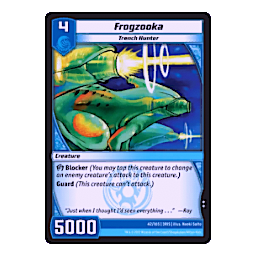 4
Frogzooka
Trench Hunter
Creature
Blocker (You may tap this creature to change
an enemy creature's attack to this creature.)
Guard (This creature can't attack.)
"Just when I thought I'd seen everything . . ." —Ray
5000